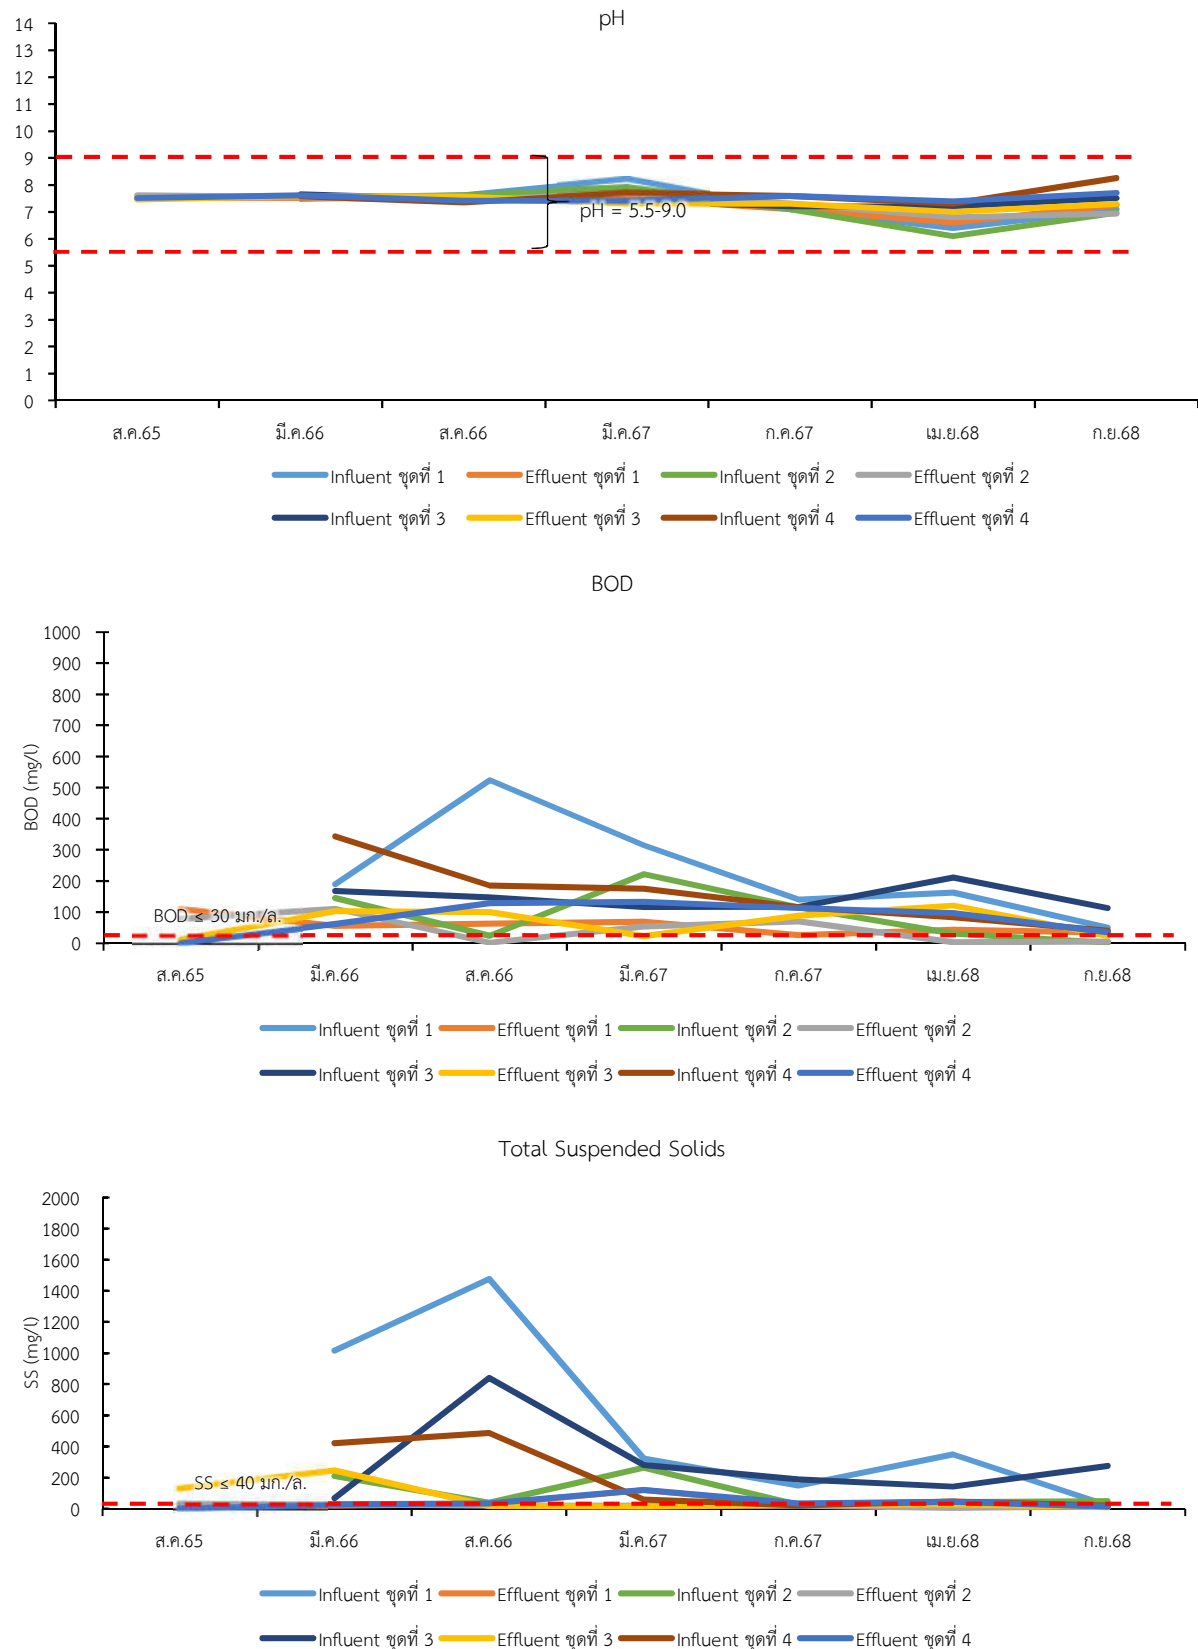 pH
14
13
12
11
10
9
8
7
6
5
4
3
2
1
0
pH = 5.5-9.0
ส.ค.65 มี.ค.66 ส.ค.66 มี.ค.67 ก.ค.67 เม.ย.68 ก.ย.68
Influent ชุดที่ 1 Effluent ชุดที่ 1 Influent ชุดที่ 2 Effluent ชุดที่ 2
Influent ชุดที่ 3 Effluent ชุดที่ 3 Influent ชุดที่ 4 Effluent ชุดที่ 4
BOD
BOD (mg/l)
1000
900
800
700
600
500
400
300
200
100
0
BOD ≤ 30 มก./ล.
ส.ค.65 มี.ค.66 ส.ค.66 มี.ค.67 ก.ค.67 เม.ย.68 ก.ย.68
Influent ชุดที่ 1 Effluent ชุดที่ 1 Influent ชุดที่ 2 Effluent ชุดที่ 2
Influent ชุดที่ 3 Effluent ชุดที่ 3 Influent ชุดที่ 4 Effluent ชุดที่ 4
Total Suspended Solids
SS (mg/l)
2000
1800
1600
1400
1200
1000
800
600
400
200
0
SS ≤ 40 มก./ล.
ส.ค.65 มี.ค.66 ส.ค.66 มี.ค.67 ก.ค.67 เม.ย.68 ก.ย.68
Influent ชุดที่ 1 Effluent ชุดที่ 1 Influent ชุดที่ 2 Effluent ชุดที่ 2
Influent ชุดที่ 3 Effluent ชุดที่ 3 Influent ชุดที่ 4 Effluent ชุดที่ 4